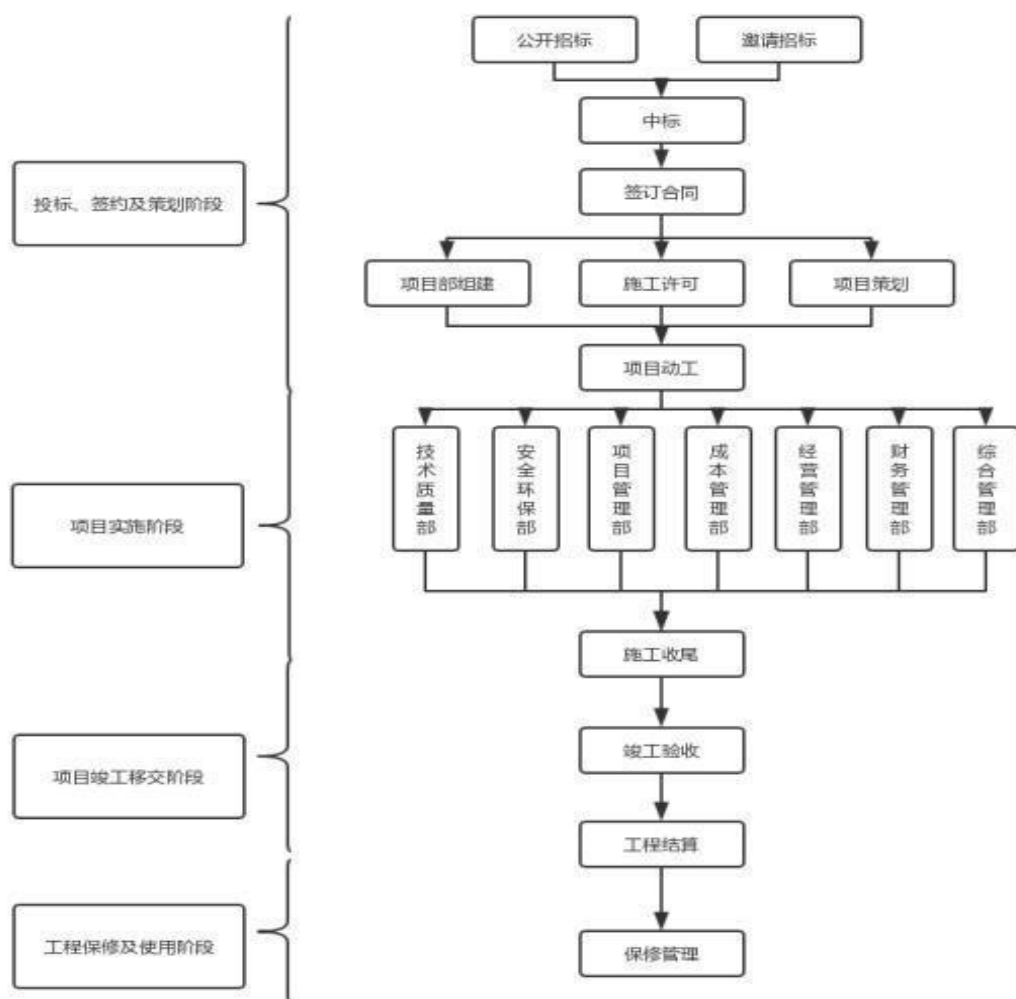 公开招标
邀请招标
中标
投标、签约及策划阶段
签订合同
项目部组建
施工许可
项目策划
项目动工
技术质量部
安全环保部
项目管理部
成本管理部
经营管理部
财务管理部
综合管理部
项目实施阶段
施工收尾
竣工验收
项目竣工移交阶段
工程结算
工程保修及使用阶段
保修管理